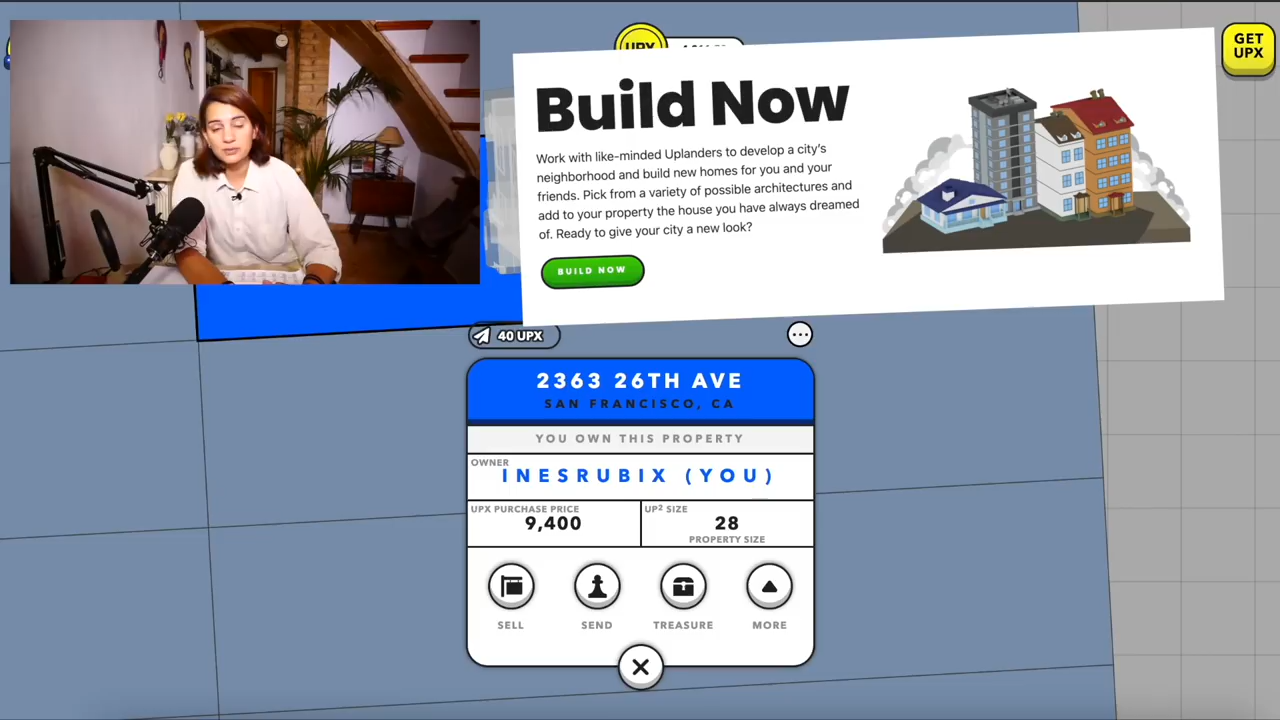 UPX
GET
UPX
Build Now
Work with like-minded Uplanders to develop a city's
neighborhood and build new homes for you and your
friends. Pick from a variety of possible architectures and
add to your property the house you have always dreamed
of. Ready to give your city a new look?
BUILD NOW
40 UPX
2363 26TH AVE
SAN FRANCISCO, CA
YOU OWN THIS PROPERTY
OWNER
INESRUBIX (YOU)
UPX PURCHASE PRICE
9,400
UP² SIZE
28
PROPERTY SIZE
SELL
SEND
TREASURE
MORE